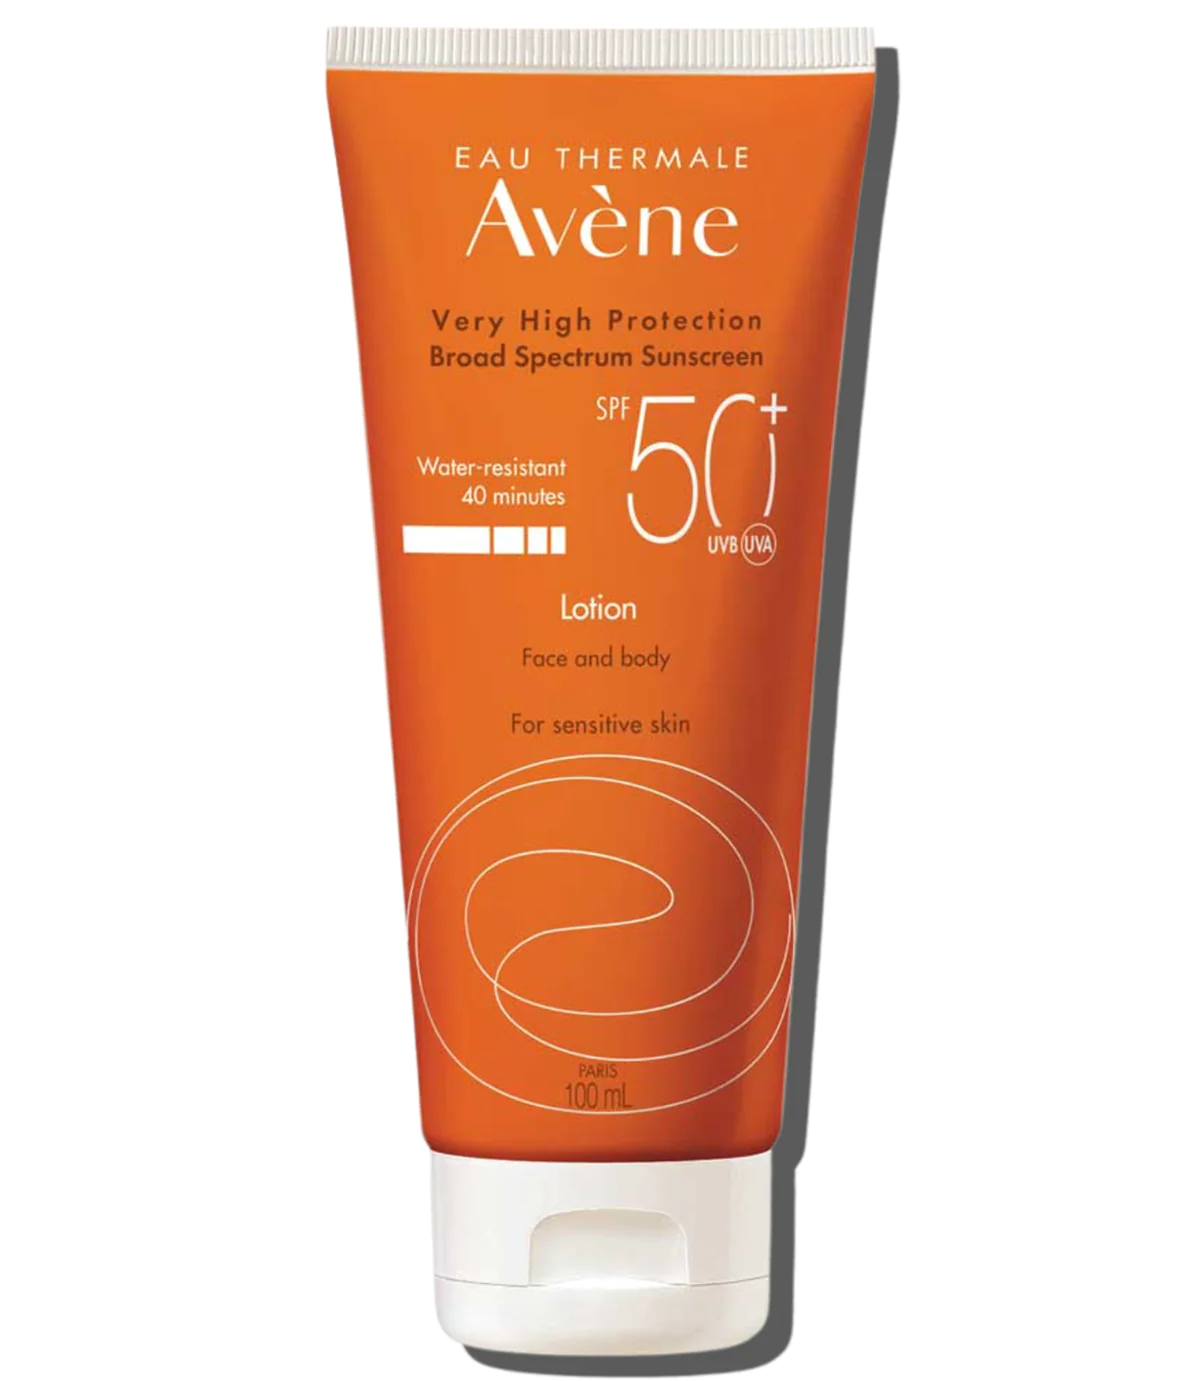 EAU THERMALE
Avène
Very High Protection
Broad Spectrum Sunscreen
SPF 50+
Water-resistant
40 minutes
UVB UVA
Lotion
Face and body
For sensitive skin
PARIS
100 mL